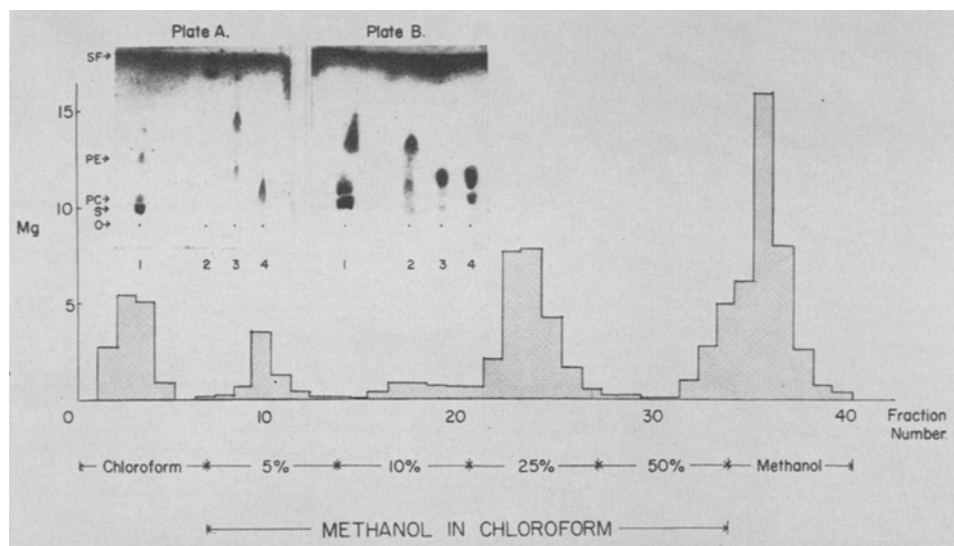 Plate A. Plate B.
SF→
15
PE→
PC→
Mg 10 S→
O→
1 2 3 4 1 2 3 4
5
0 10 20 30 40 Fraction Number
Chloroform 5% 10% 25% 50% Methanol
METHANOL IN CHLOROFORM